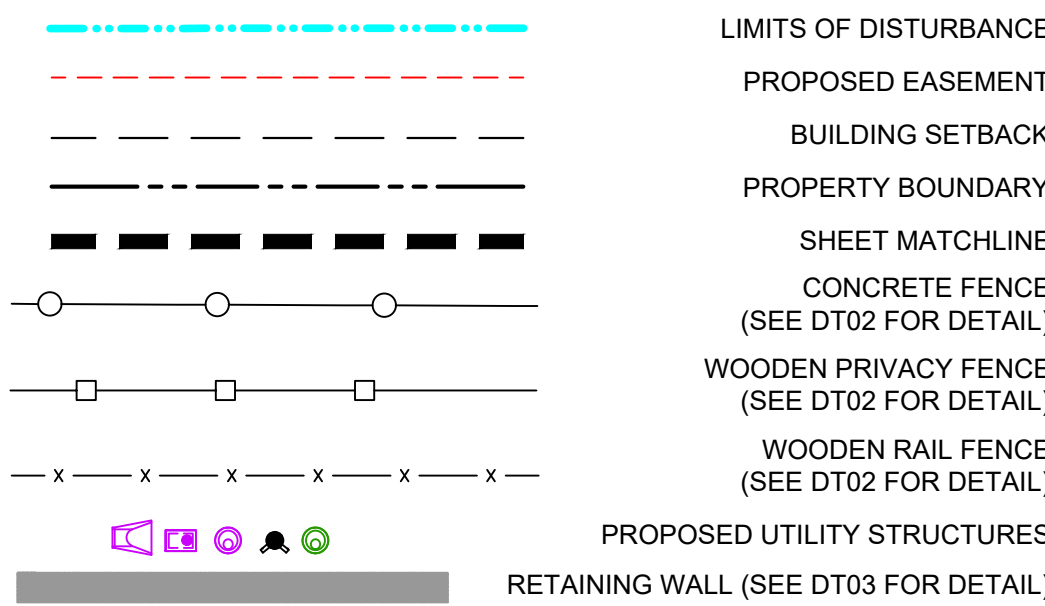 LIMITS OF DISTURBANCE
PROPOSED EASEMENT
BUILDING SETBACK
PROPERTY BOUNDARY
SHEET MATCHLINE
CONCRETE FENCE
(SEE DT02 FOR DETAIL)
WOODEN PRIVACY FENCE
(SEE DT02 FOR DETAIL)
X X X X X X WOODEN RAIL FENCE
(SEE DT02 FOR DETAIL)
PROPOSED UTILITY STRUCTURES
RETAINING WALL (SEE DT03 FOR DETAIL)